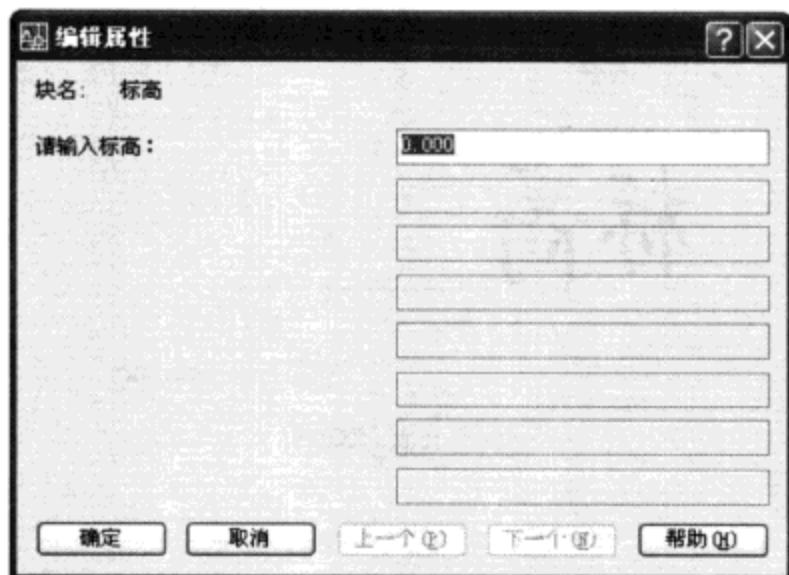 编辑属性
块名: 标高
请输入标高: 0.000
确定 取消 上一个(P) 下一个(N) 帮助(H)